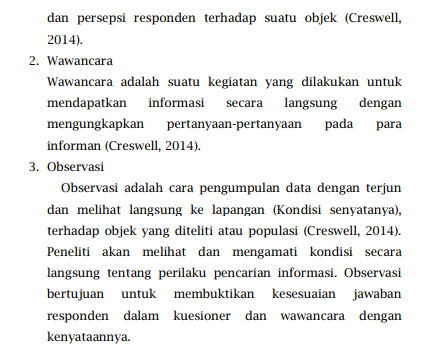 dan persepsi responden terhadap suatu objek (Creswell,
2014).
2. Wawancara
Wawancara adalah suatu kegiatan yang dilakukan untuk
mendapatkan informasi secara langsung dengan
mengungkapkan pertanyaan-pertanyaan pada para
informan (Creswell, 2014).
3. Observasi
Observasi adalah cara pengumpulan data dengan terjun
dan melihat langsung ke lapangan (Kondisi senyatanya),
terhadap objek yang diteliti atau populasi (Creswell, 2014).
Peneliti akan melihat dan mengamati kondisi secara
langsung tentang perilaku pencarian informasi. Observasi
bertujuan untuk membuktikan kesesuaian jawaban
responden dalam kuesioner dan wawancara dengan
kenyataannya.